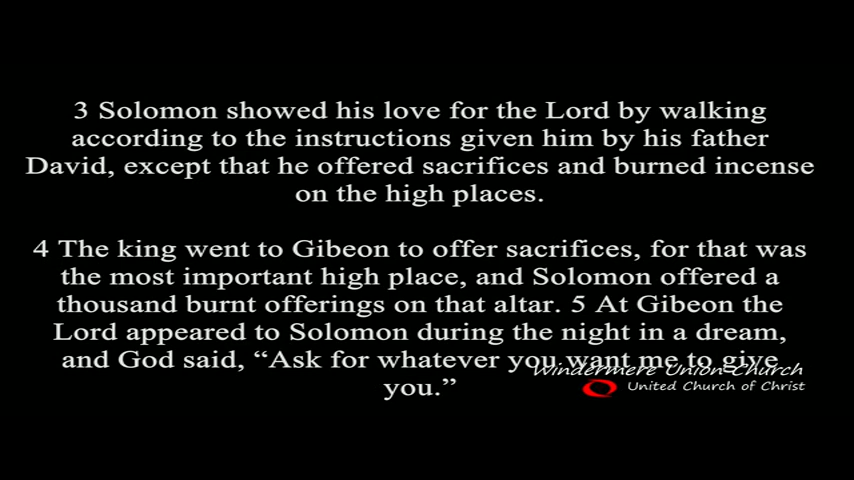 3 Solomon showed his love for the Lord by walking
according to the instructions given him by his father
David, except that he offered sacrifices and burned incense
on the high places.
4 The king went to Gibeon to offer sacrifices, for that was
the most important high place, and Solomon offered a
thousand burnt offerings on that altar. 5 At Gibeon the
Lord appeared to Solomon during the night in a dream,
and God said, “Ask for whatever you want me to give
you.”
Windermere Union Church
United Church of Christ